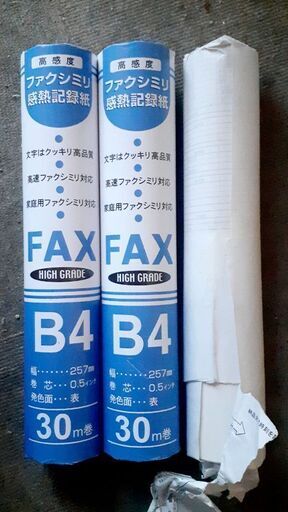 高感度
ファクシミリ
感熱記録紙
文字はクッキリ高品質
高速ファクシミリ対応
家庭用ファクシミリ対応
FAX
HIGH GRADE
B4
幅・・・・・・257mm
巻 芯・・・0.5インチ
発色面・・・表
30m巻
高感度
ファクシミリ
感熱記録紙
文字はクッキリ高品質
高速ファクシミリ対応
家庭用ファクシミリ対応
FAX
HIGH GRADE
B4
幅・・・・・・257mm
巻 芯・・・0.5インチ
発色面・・・表
30m巻